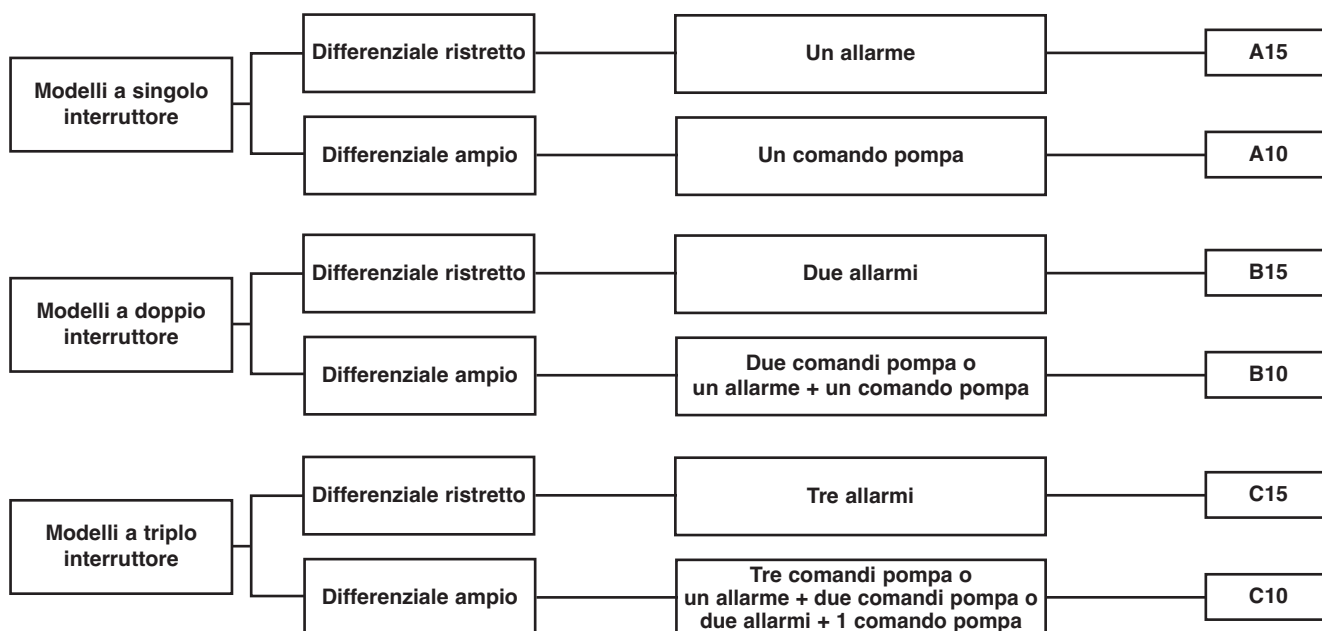 Modelli a singolo
interruttore
Differenziale ristretto
Un allarme
A15
Differenziale ampio
Un comando pompa
A10
Modelli a doppio
interruttore
Differenziale ristretto
Due allarmi
B15
Differenziale ampio
Due comandi pompa o
un allarme + un comando pompa
B10
Modelli a triplo
interruttore
Differenziale ristretto
Tre allarmi
C15
Differenziale ampio
Tre comandi pompa o
un allarme + due comandi pompa o
due allarmi + 1 comando pompa
C10